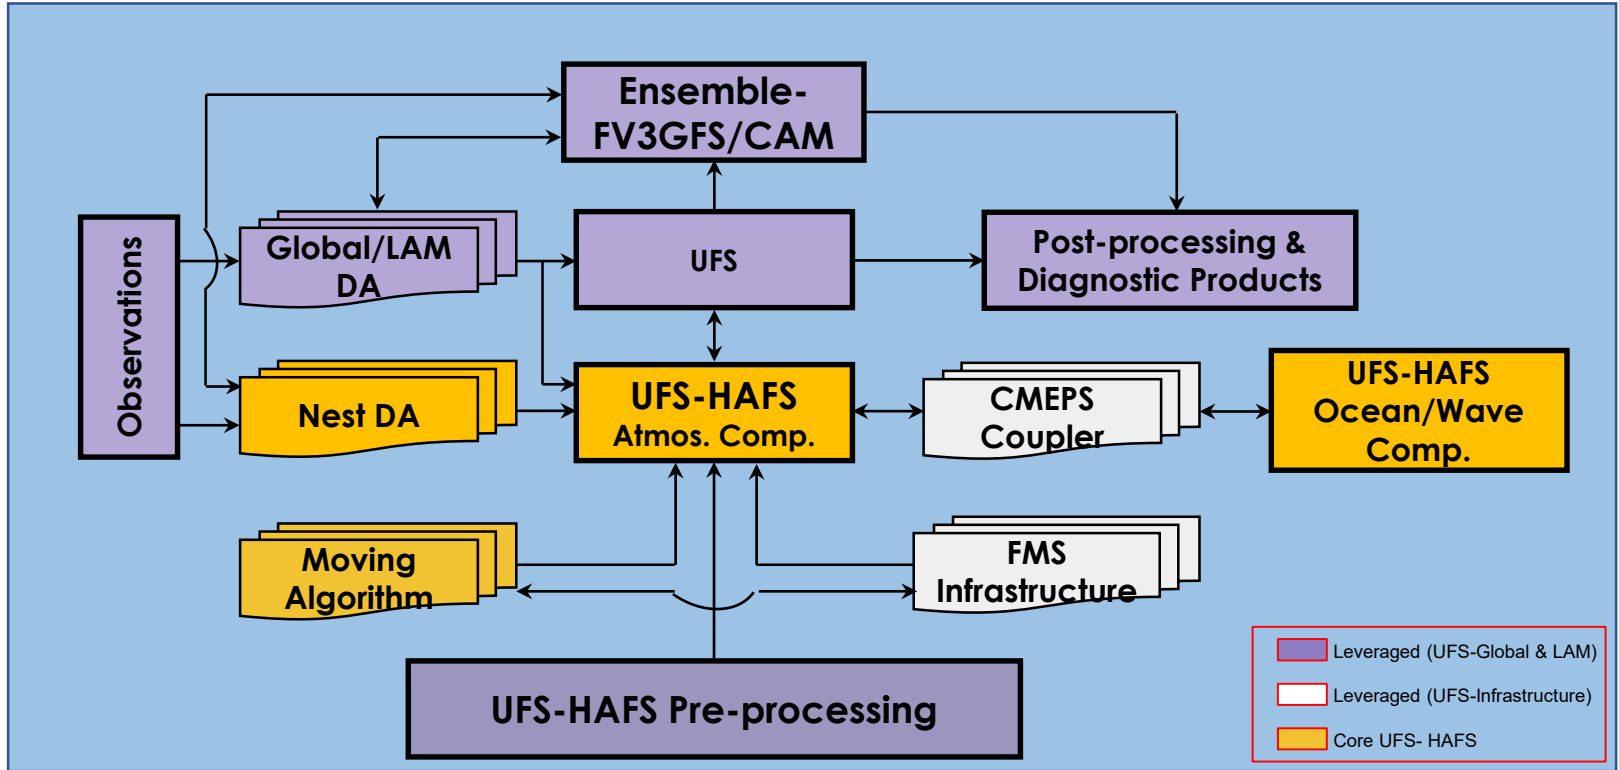 Ensemble-
FV3GFS/CAM
Observations
Global/LAM
DA
UFS
Post-processing &
Diagnostic Products
Nest DA
UFS-HAFS
Atmos. Comp.
CMEPS
Coupler
UFS-HAFS
Ocean/Wave
Comp.
Moving
Algorithm
FMS
Infrastructure
UFS-HAFS Pre-processing
Leveraged (UFS-Global & LAM)
Leveraged (UFS-Infrastructure)
Core UFS- HAFS